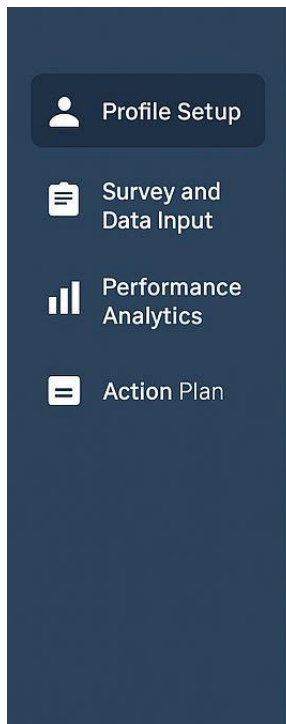 Profile Setup
Survey and
Data Input
Performance
Analytics
Action Plan